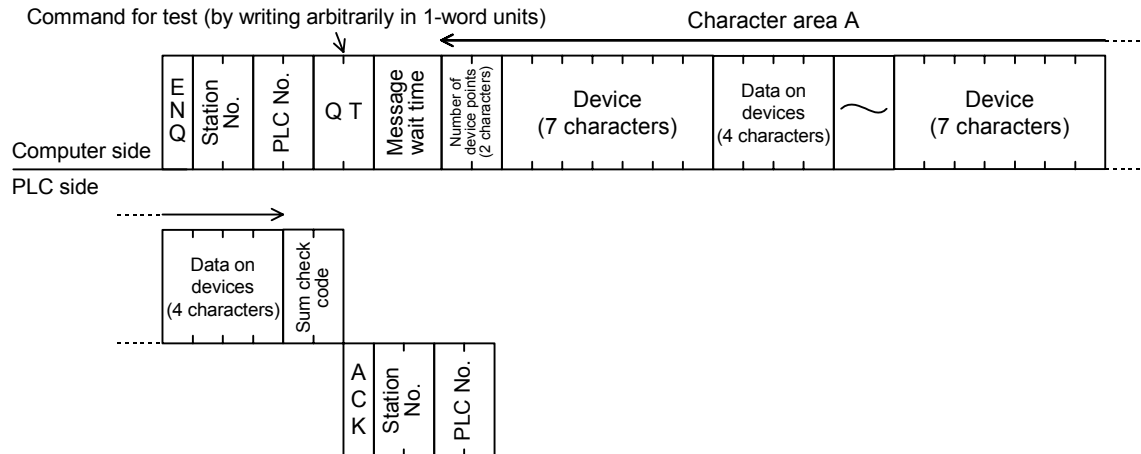 Command for test (by writing arbitrarily in 1-word units)
Character area A
E
N
Q
Station
No.
PLC No.
Q T
Message
wait time
Number of
device points
(2 characters)
Device
(7 characters)
Data on
devices
(4 characters)
Device
(7 characters)
Computer side
PLC side
Data on
devices
(4 characters)
Sum check
code
A
C
K
Station
No.
PLC No.